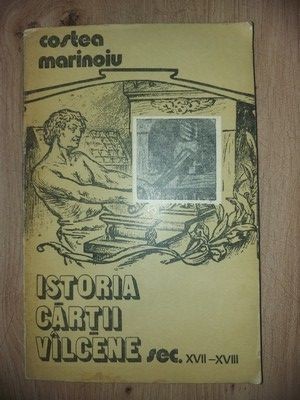 costea
marinoiu
ISTORIA
CĂRȚII
VÎLCENE sec. XVII-XVIII